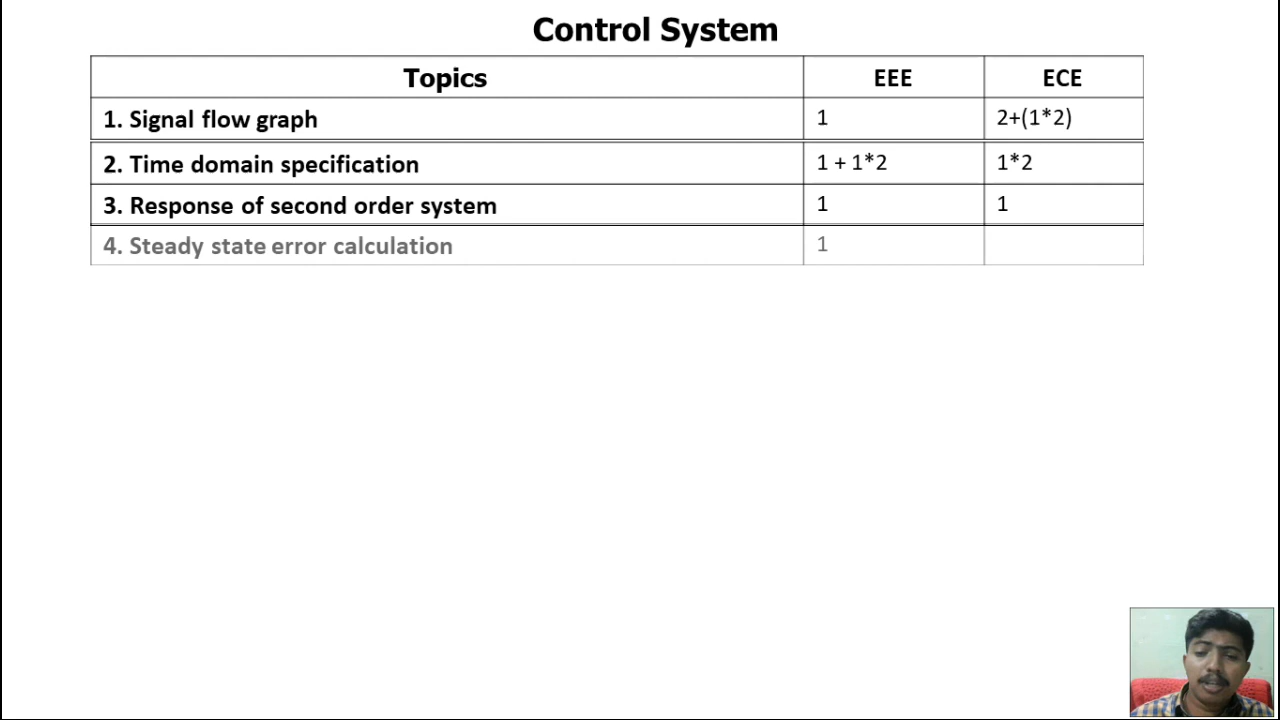 Control System
Topics EEE ECE
1. Signal flow graph 1 2+(1*2)
2. Time domain specification 1 + 1*2 1*2
3. Response of second order system 1 1
4. Steady state error calculation 1